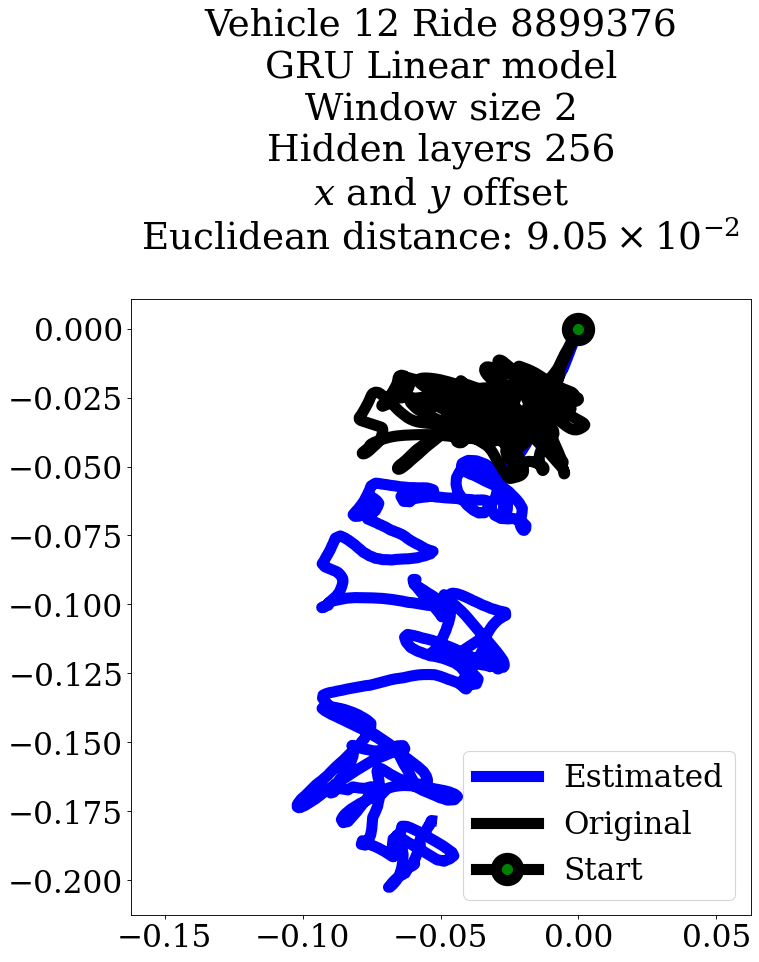 Vehicle 12 Ride 8899376
GRU Linear model
Window size 2
Hidden layers 256
x and y offset
Euclidean distance: 9.05 × 10⁻²
0.000
−0.025
−0.050
−0.075
−0.100
−0.125
−0.150
−0.175
−0.200
Estimated
Original
Start
−0.15 −0.10 −0.05 0.00 0.05